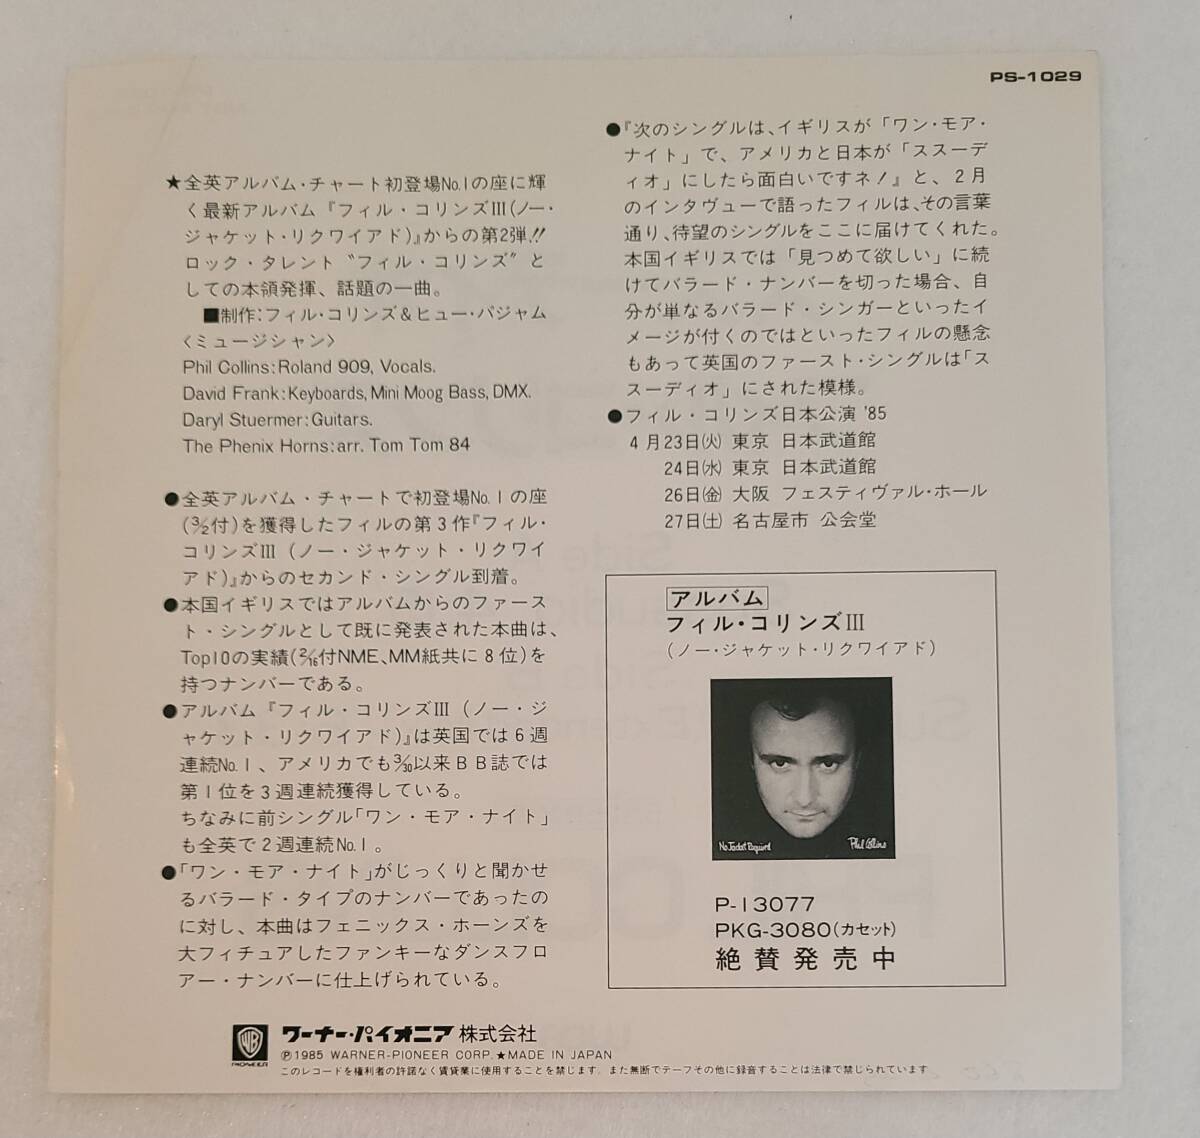 PS-1029
★全英アルバム・チャート初登場No.1の座に輝
く最新アルバム『フィル・コリンズIII(ノー・
ジャケット・リクワイアド)』からの第2弾!!
ロック・タレント〝フィル・コリンズ〟と
しての本領発揮、話題の一曲。
■制作:フィル・コリンズ&ヒュー・パジャム
〈ミュージシャン〉
Phil Collins:Roland 909, Vocals.
David Frank:Keyboards, Mini Moog Bass, DMX.
Daryl Stuermer:Guitars.
The Phenix Horns:arr. Tom Tom 84
●全英アルバム・チャートで初登場No.1の座
(3/2付)を獲得したフィルの第3作『フィル・
コリンズIII(ノー・ジャケット・リクワイ
アド)』からのセカンド・シングル到着。
●本国イギリスではアルバムからのファース
ト・シングルとして既に発表された本曲は、
Top10の実績(2/16付NME、MM紙共に8位)を
持つナンバーである。
●アルバム『フィル・コリンズIII(ノー・ジ
ャケット・リクワイアド)』は英国では6週
連続No.1、アメリカでも3/30以来BB誌では
第1位を3週連続獲得している。
ちなみに前シングル「ワン・モア・ナイト」
も全英で2週連続No.1。
●「ワン・モア・ナイト」がじっくりと聞かせ
るバラード・タイプのナンバーであったの
に対し、本曲はフェニックス・ホーンズを
大フィチュアしたファンキーなダンスフロ
アー・ナンバーに仕上げられている。
●『次のシングルは、イギリスが「ワン・モア・
ナイト」で、アメリカと日本が「ススーデ
ィオ」にしたら面白いですネ!』と、2月
のインタヴューで語ったフィルは、その言葉
通り、待望のシングルをここに届けてくれた。
本国イギリスでは「見つめて欲しい」に続
けてバラード・ナンバーを切った場合、自
分が単なるバラード・シンガーといったイ
メージが付くのではといったフィルの懸念
もあって英国のファースト・シングルは「ス
スーディオ」にされた模様。
●フィル・コリンズ日本公演 '85
4月23日(火) 東京 日本武道館
24日(水) 東京 日本武道館
26日(金) 大阪 フェスティヴァル・ホール
27日(土) 名古屋市 公会堂
アルバム
フィル・コリンズIII
(ノー・ジャケット・リクワイアド)
No Jacket Required Phil Collins
P-13077
PKG-3080(カセット)
絶賛発売中
WB PIONEER ワーナー・パイオニア株式会社
℗1985 WARNER-PIONEER CORP.★MADE IN JAPAN
このレコードを権利者の許諾なく賃貸業に使用することを禁じます。また無断でテープその他に録音することは法律で禁じられています